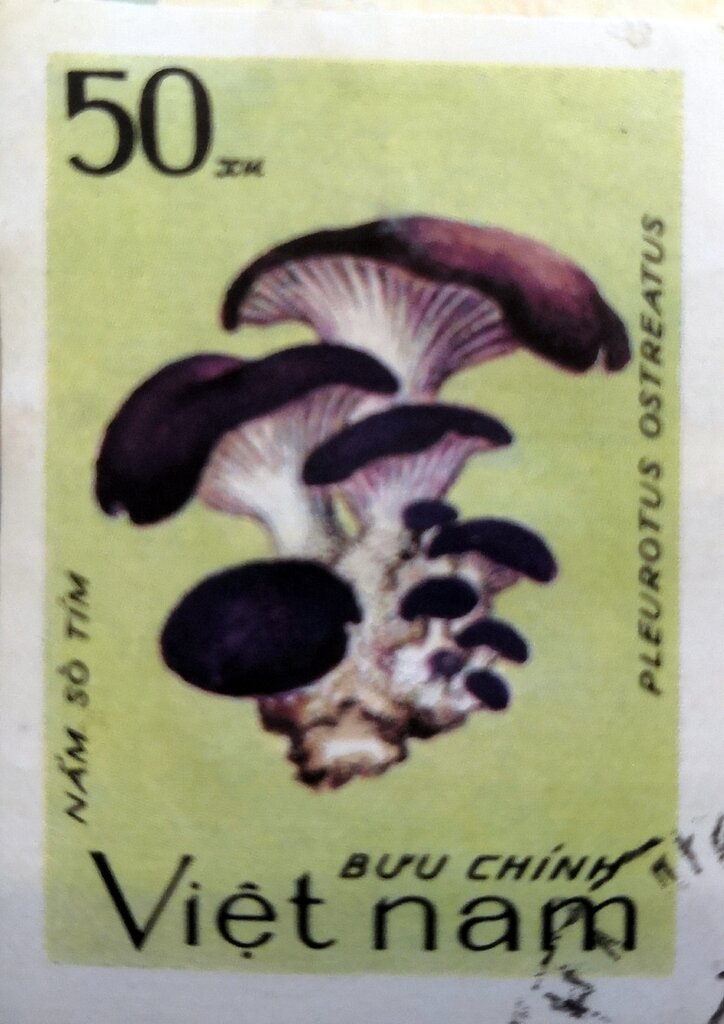 50 XU
PLEUROTUS OSTREATUS
NẤM SÒ TÍM
BƯU CHÍNH
Việt nam